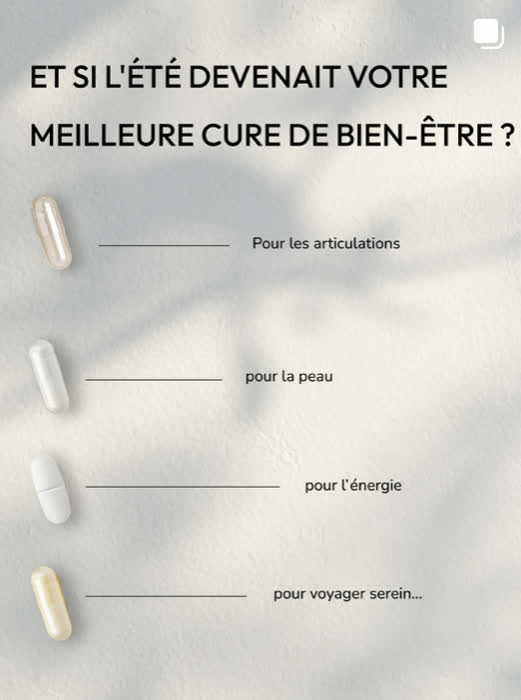 ET SI L'ÉTÉ DEVENAIT VOTRE
MEILLEURE CURE DE BIEN-ÊTRE ?
Pour les articulations
pour la peau
pour l'énergie
pour voyager serein...